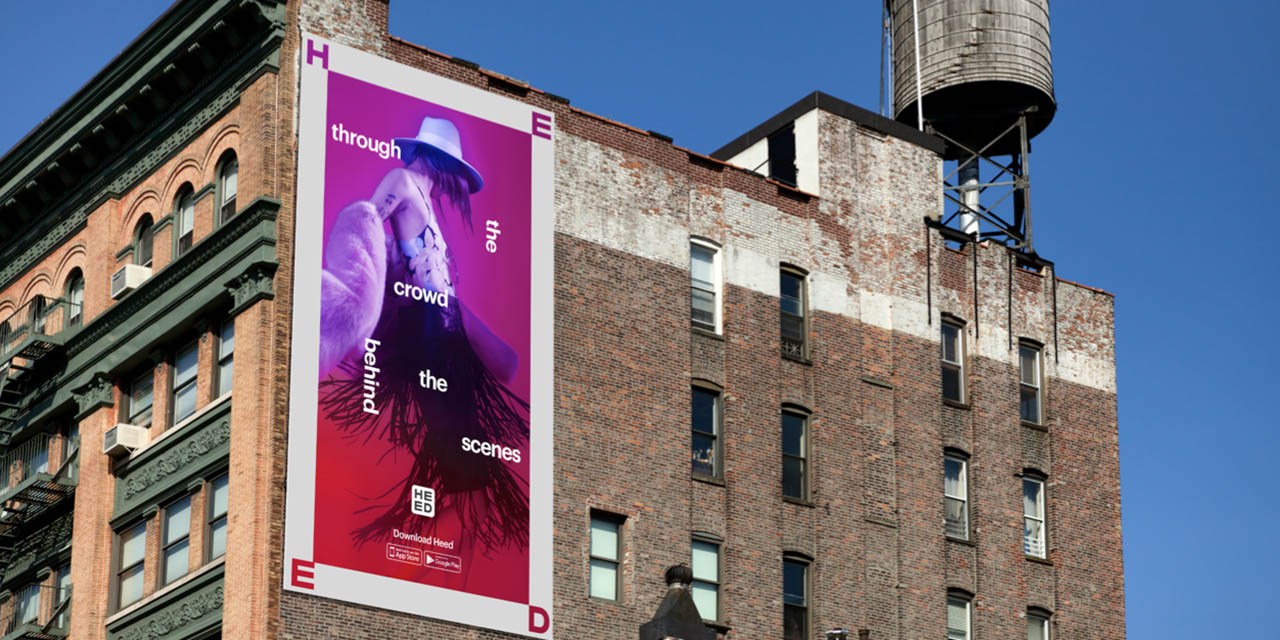 H
E
through
the
crowd
behind
the
scenes
HE
ED
Download Heed
App Store
Google Play
E
D